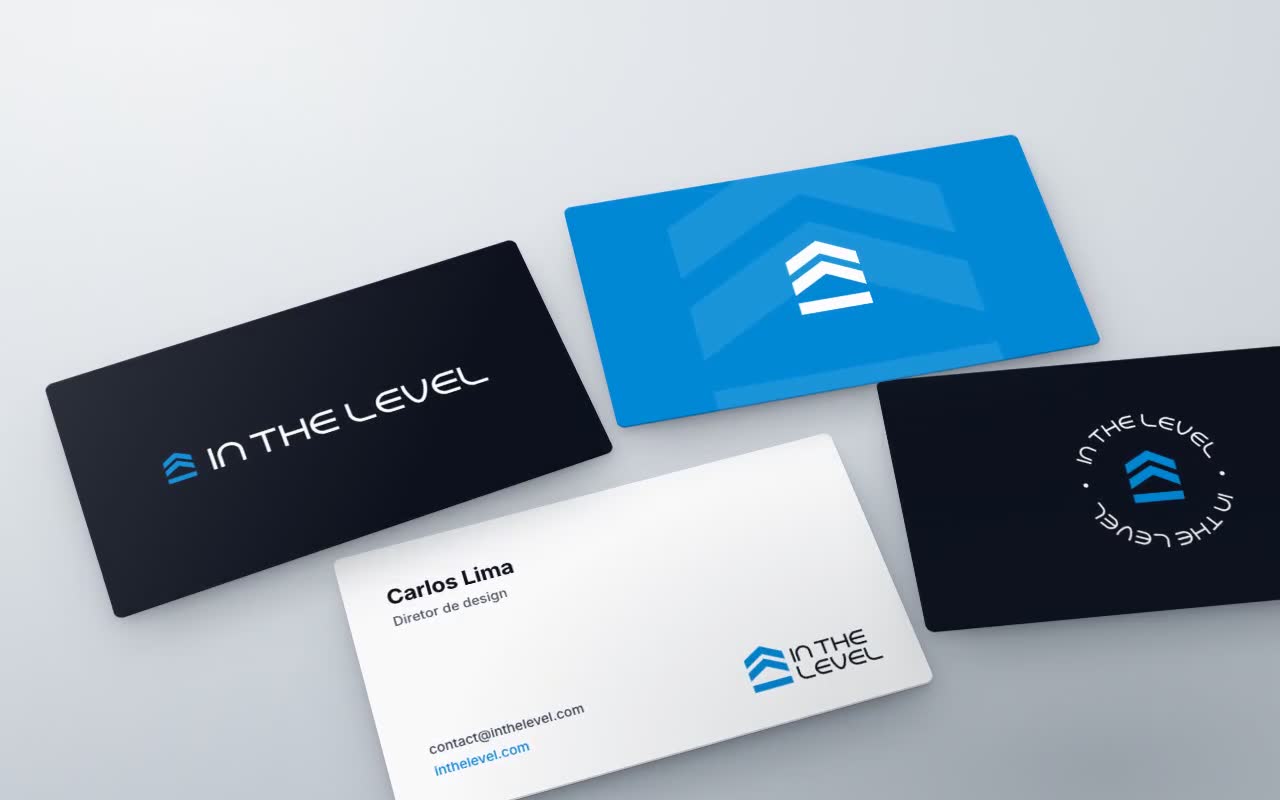 IN THE LEVEL
Carlos Lima
Diretor de design
contact@inthelevel.com
inthelevel.com
IN THE
LEVEL
IN THE LEVEL • IN THE LEVEL •